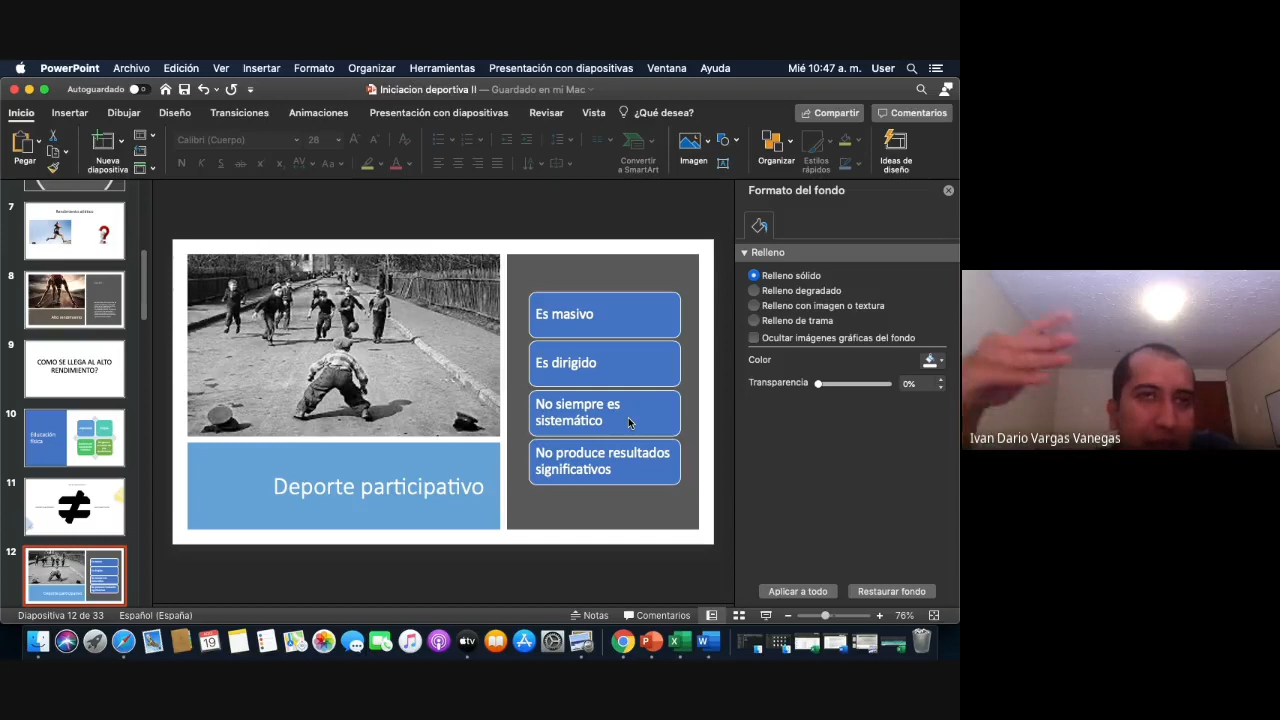 PowerPoint Archivo Edición Ver Insertar Formato Organizar Herramientas Presentación con diapositivas Ventana Ayuda Mié 10:47 a. m. User
Autoguardado Iniciacion deportiva II — Guardado en mi Mac
Inicio Insertar Dibujar Diseño Transiciones Animaciones Presentación con diapositivas Revisar Vista ¿Qué desea? Compartir Comentarios
Calibri (Cuerpo) 28
Pegar
Nueva
diapositiva
Convertir
a SmartArt
Imagen
Organizar
Estilos
rápidos
Ideas de
diseño
7
8
9
COMO SE LLEGA AL ALTO
RENDIMIENTO?
10
Educación
física
11
12
Es masivo
Es dirigido
No siempre es
sistemático
No produce resultados
significativos
Deporte participativo
Formato del fondo
Relleno
Relleno sólido
Relleno degradado
Relleno con imagen o textura
Relleno de trama
Ocultar imágenes gráficas del fondo
Color
Transparencia 0%
Aplicar a todo Restaurar fondo
Diapositiva 12 de 33 Español (España) Notas Comentarios 76%
Ivan Dario Vargas Vanegas